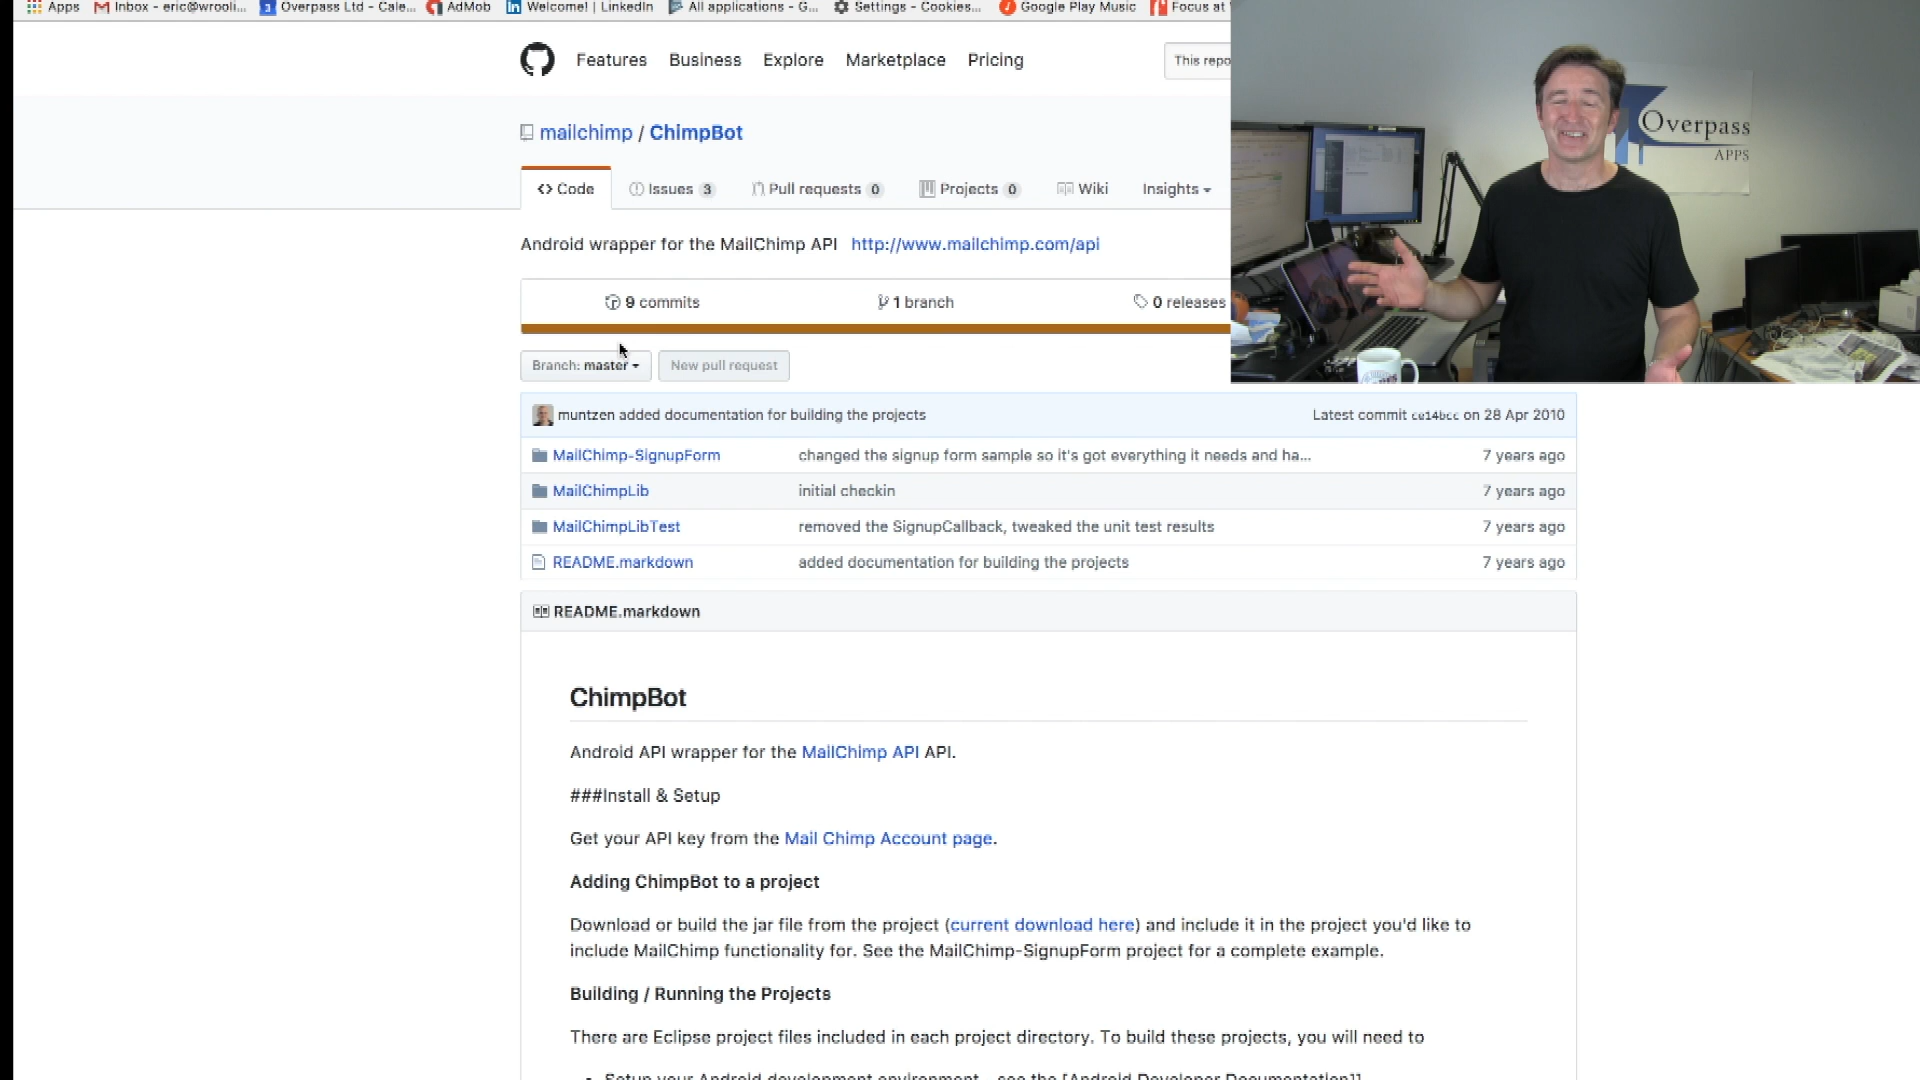 Apps Inbox - eric@wrooli... Overpass Ltd - Cale... AdMob Welcome! | LinkedIn All applications - G... Settings - Cookies... Google Play Music Focus at
Features Business Explore Marketplace Pricing
This repo
mailchimp / ChimpBot
<> Code Issues 3 Pull requests 0 Projects 0 Wiki Insights
Android wrapper for the MailChimp API http://www.mailchimp.com/api
9 commits 1 branch 0 releases
Branch: master New pull request
muntzen added documentation for building the projects Latest commit ce14bcc on 28 Apr 2010
MailChimp-SignupForm changed the signup form sample so it's got everything it needs and ha... 7 years ago
MailChimpLib initial checkin 7 years ago
MailChimpLibTest removed the SignupCallback, tweaked the unit test results 7 years ago
README.markdown added documentation for building the projects 7 years ago
README.markdown
ChimpBot
Android API wrapper for the MailChimp API API.
###Install & Setup
Get your API key from the Mail Chimp Account page.
Adding ChimpBot to a project
Download or build the jar file from the project (current download here) and include it in the project you'd like to
include MailChimp functionality for. See the MailChimp-SignupForm project for a complete example.
Building / Running the Projects
There are Eclipse project files included in each project directory. To build these projects, you will need to
Setup your Android development environment - see the [Android Developer Documentation]]
Overpass
APPS